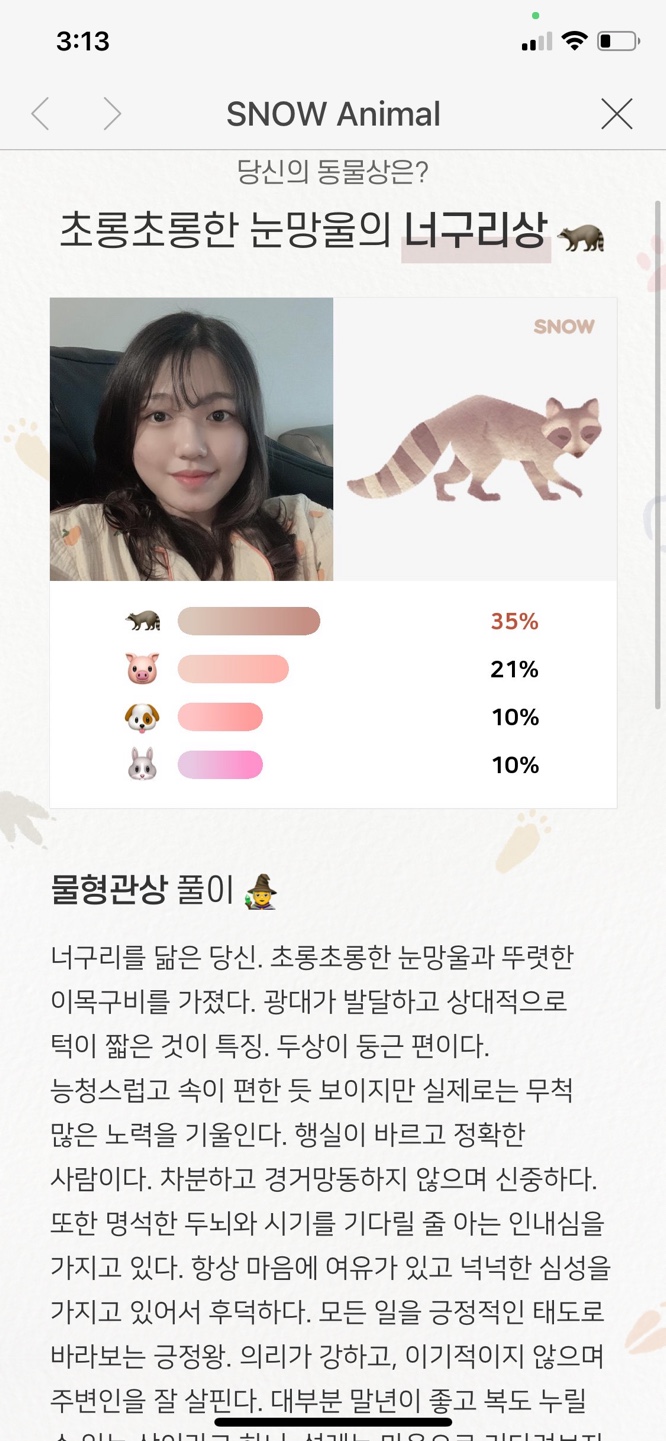 3:13
SNOW Animal
당신의 동물상은?
초롱초롱한 눈망울의 너구리상
SNOW
35%
21%
10%
10%
물형관상 풀이
너구리를 닮은 당신. 초롱초롱한 눈망울과 뚜렷한
이목구비를 가졌다. 광대가 발달하고 상대적으로
턱이 짧은 것이 특징. 두상이 둥근 편이다.
능청스럽고 속이 편한 듯 보이지만 실제로는 무척
많은 노력을 기울인다. 행실이 바르고 정확한
사람이다. 차분하고 경거망동하지 않으며 신중하다.
또한 명석한 두뇌와 시기를 기다릴 줄 아는 인내심을
가지고 있다. 항상 마음에 여유가 있고 넉넉한 심성을
가지고 있어서 후덕하다. 모든 일을 긍정적인 태도로
바라보는 긍정왕. 의리가 강하고, 이기적이지 않으며
주변인을 잘 살핀다. 대부분 말년이 좋고 복도 누릴